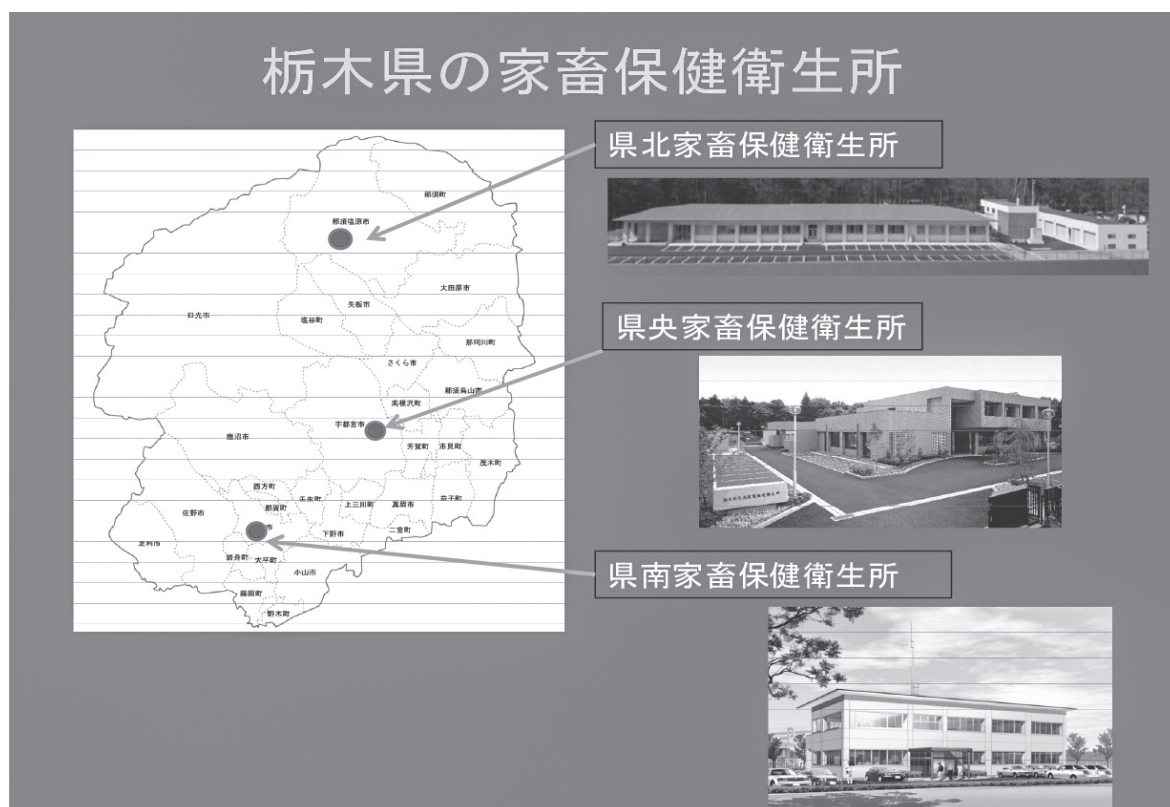 栃木県の家畜保健衛生所
県北家畜保健衛生所
県央家畜保健衛生所
県南家畜保健衛生所
那須町
那須塩原市
大田原市
日光市
矢板市
塩谷町
那珂川町
さくら市
那須烏山市
高根沢町
宇都宮市
鹿沼市
芳賀町
市貝町
茂木町
西方町
都賀町
壬生町
上三川町
真岡市
益子町
佐野市
市
下野市
二宮町
足利市
岩舟町
大平町
小山市
藤岡町
野木町